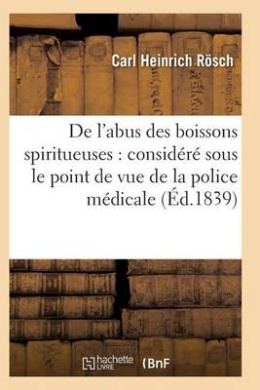 Carl Heinrich Rösch
De l'abus des boissons spiritueuses : considéré sous
le point de vue de la police
médicale (Éd.1839)
hachette
LIVRE
{BnF